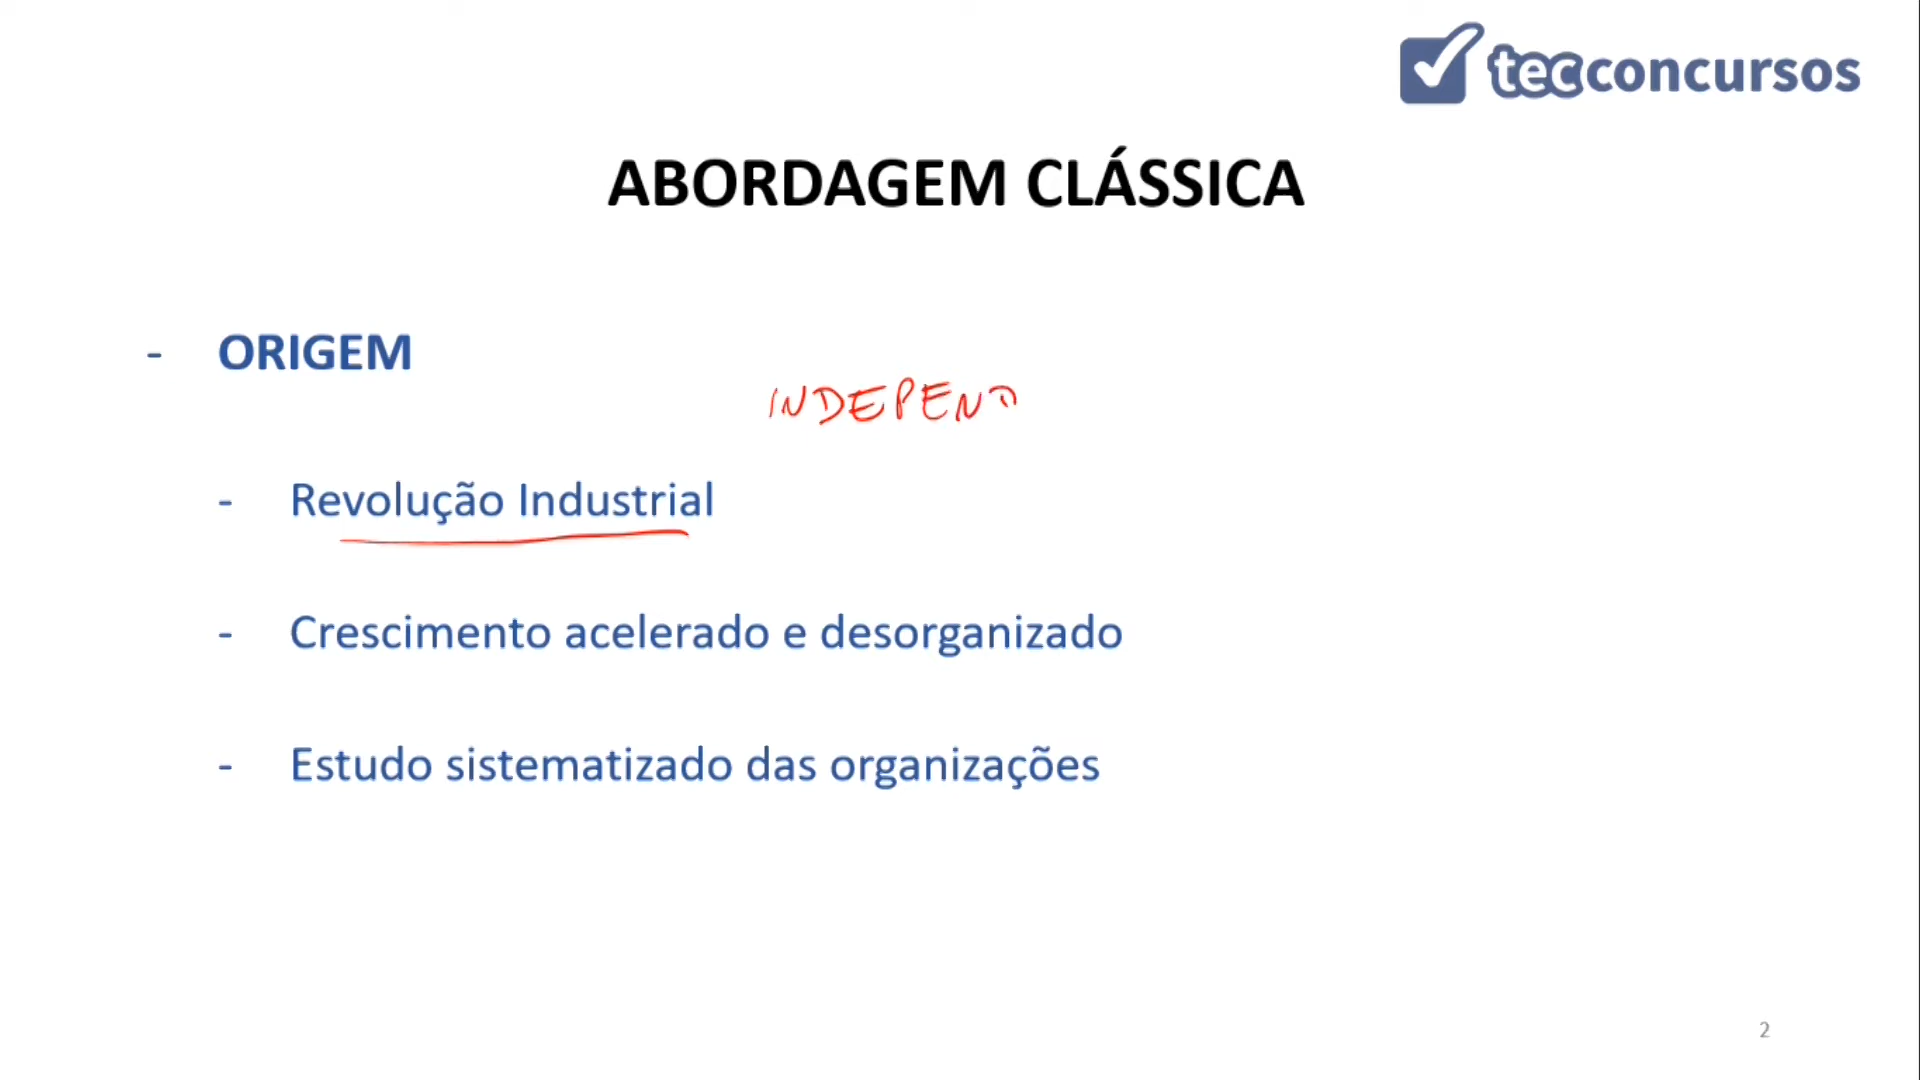 tecconcursos
ABORDAGEM CLÁSSICA
- ORIGEM
INDEPEND
- Revolução Industrial
- Crescimento acelerado e desorganizado
- Estudo sistematizado das organizações
2